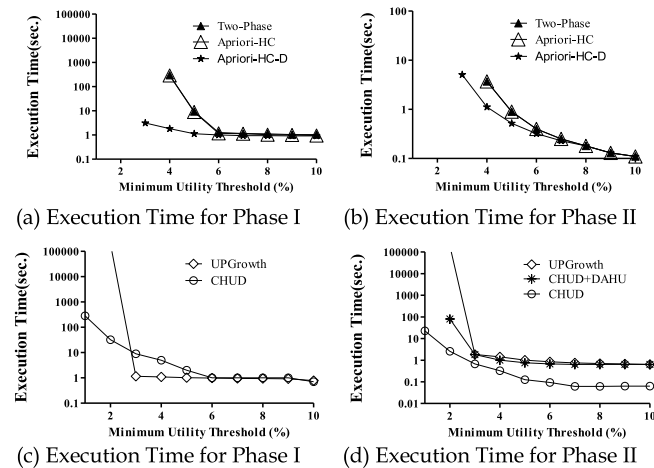 Execution Time(sec.)
100000
10000
1000
100
10
1
0.1
2 4 6 8 10
Minimum Utility Threshold (%)
Two-Phase
Apriori-HC
Apriori-HC-D
(a) Execution Time for Phase I
Execution Time(sec.)
100
10
1
0.1
2 4 6 8 10
Minimum Utility Threshold (%)
Two-Phase
Apriori-HC
Apriori-HC-D
(b) Execution Time for Phase II
Execution Time(sec.)
100000
10000
1000
100
10
1
0.1
2 4 6 8 10
Minimum Utility Threshold (%)
UPGrowth
CHUD
(c) Execution Time for Phase I
Execution Time(sec.)
100000
10000
1000
100
10
1
0.10
0.01
2 4 6 8 10
Minimum Utility Threshold (%)
UPGrowth
CHUD+DAHU
CHUD
(d) Execution Time for Phase II